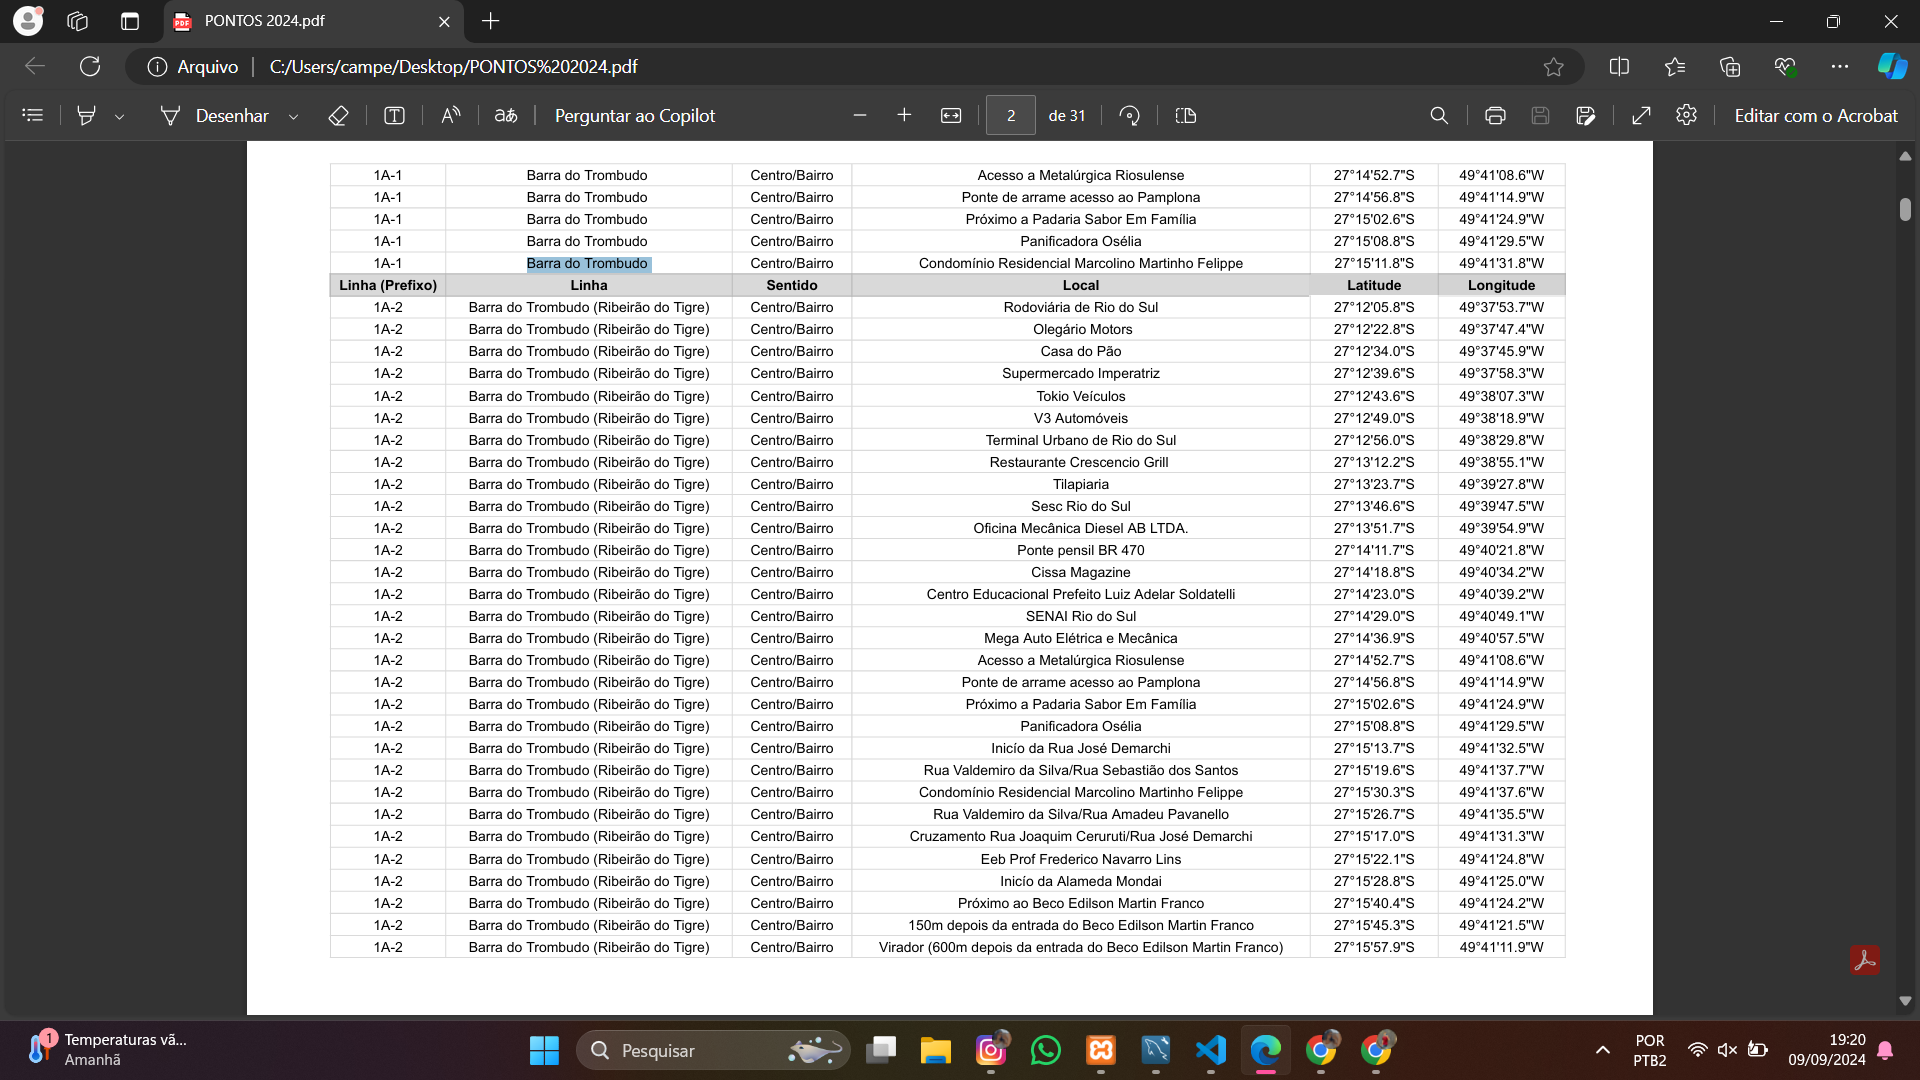 PONTOS 2024.pdf
Arquivo C:/Users/campe/Desktop/PONTOS%202024.pdf
Desenhar Perguntar ao Copilot 2 de 31 Editar com o Acrobat
1A-1 Barra do Trombudo Centro/Bairro Acesso a Metalúrgica Riosulense 27°14'52.7"S 49°41'08.6"W
1A-1 Barra do Trombudo Centro/Bairro Ponte de arrame acesso ao Pamplona 27°14'56.8"S 49°41'14.9"W
1A-1 Barra do Trombudo Centro/Bairro Próximo a Padaria Sabor Em Família 27°15'02.6"S 49°41'24.9"W
1A-1 Barra do Trombudo Centro/Bairro Panificadora Osélia 27°15'08.8"S 49°41'29.5"W
1A-1 Barra do Trombudo Centro/Bairro Condomínio Residencial Marcolino Martinho Felippe 27°15'11.8"S 49°41'31.8"W
Linha (Prefixo) Linha Sentido Local Latitude Longitude
1A-2 Barra do Trombudo (Ribeirão do Tigre) Centro/Bairro Rodoviária de Rio do Sul 27°12'05.8"S 49°37'53.7"W
1A-2 Barra do Trombudo (Ribeirão do Tigre) Centro/Bairro Olegário Motors 27°12'22.8"S 49°37'47.4"W
1A-2 Barra do Trombudo (Ribeirão do Tigre) Centro/Bairro Casa do Pão 27°12'34.0"S 49°37'45.9"W
1A-2 Barra do Trombudo (Ribeirão do Tigre) Centro/Bairro Supermercado Imperatriz 27°12'39.6"S 49°37'58.3"W
1A-2 Barra do Trombudo (Ribeirão do Tigre) Centro/Bairro Tokio Veículos 27°12'43.6"S 49°38'07.3"W
1A-2 Barra do Trombudo (Ribeirão do Tigre) Centro/Bairro V3 Automóveis 27°12'49.0"S 49°38'18.9"W
1A-2 Barra do Trombudo (Ribeirão do Tigre) Centro/Bairro Terminal Urbano de Rio do Sul 27°12'56.0"S 49°38'29.8"W
1A-2 Barra do Trombudo (Ribeirão do Tigre) Centro/Bairro Restaurante Crescencio Grill 27°13'12.2"S 49°38'55.1"W
1A-2 Barra do Trombudo (Ribeirão do Tigre) Centro/Bairro Tilapiaria 27°13'23.7"S 49°39'27.8"W
1A-2 Barra do Trombudo (Ribeirão do Tigre) Centro/Bairro Sesc Rio do Sul 27°13'46.6"S 49°39'47.5"W
1A-2 Barra do Trombudo (Ribeirão do Tigre) Centro/Bairro Oficina Mecânica Diesel AB LTDA. 27°13'51.7"S 49°39'54.9"W
1A-2 Barra do Trombudo (Ribeirão do Tigre) Centro/Bairro Ponte pensil BR 470 27°14'11.7"S 49°40'21.8"W
1A-2 Barra do Trombudo (Ribeirão do Tigre) Centro/Bairro Cissa Magazine 27°14'18.8"S 49°40'34.2"W
1A-2 Barra do Trombudo (Ribeirão do Tigre) Centro/Bairro Centro Educacional Prefeito Luiz Adelar Soldatelli 27°14'23.0"S 49°40'39.2"W
1A-2 Barra do Trombudo (Ribeirão do Tigre) Centro/Bairro SENAI Rio do Sul 27°14'29.0"S 49°40'49.1"W
1A-2 Barra do Trombudo (Ribeirão do Tigre) Centro/Bairro Mega Auto Elétrica e Mecânica 27°14'36.9"S 49°40'57.5"W
1A-2 Barra do Trombudo (Ribeirão do Tigre) Centro/Bairro Acesso a Metalúrgica Riosulense 27°14'52.7"S 49°41'08.6"W
1A-2 Barra do Trombudo (Ribeirão do Tigre) Centro/Bairro Ponte de arrame acesso ao Pamplona 27°14'56.8"S 49°41'14.9"W
1A-2 Barra do Trombudo (Ribeirão do Tigre) Centro/Bairro Próximo a Padaria Sabor Em Família 27°15'02.6"S 49°41'24.9"W
1A-2 Barra do Trombudo (Ribeirão do Tigre) Centro/Bairro Panificadora Osélia 27°15'08.8"S 49°41'29.5"W
1A-2 Barra do Trombudo (Ribeirão do Tigre) Centro/Bairro Inicío da Rua José Demarchi 27°15'13.7"S 49°41'32.5"W
1A-2 Barra do Trombudo (Ribeirão do Tigre) Centro/Bairro Rua Valdemiro da Silva/Rua Sebastião dos Santos 27°15'19.6"S 49°41'37.7"W
1A-2 Barra do Trombudo (Ribeirão do Tigre) Centro/Bairro Condomínio Residencial Marcolino Martinho Felippe 27°15'30.3"S 49°41'37.6"W
1A-2 Barra do Trombudo (Ribeirão do Tigre) Centro/Bairro Rua Valdemiro da Silva/Rua Amadeu Pavanello 27°15'26.7"S 49°41'35.5"W
1A-2 Barra do Trombudo (Ribeirão do Tigre) Centro/Bairro Cruzamento Rua Joaquim Ceruruti/Rua José Demarchi 27°15'17.0"S 49°41'31.3"W
1A-2 Barra do Trombudo (Ribeirão do Tigre) Centro/Bairro Eeb Prof Frederico Navarro Lins 27°15'22.1"S 49°41'24.8"W
1A-2 Barra do Trombudo (Ribeirão do Tigre) Centro/Bairro Inicío da Alameda Mondai 27°15'28.8"S 49°41'25.0"W
1A-2 Barra do Trombudo (Ribeirão do Tigre) Centro/Bairro Próximo ao Beco Edilson Martin Franco 27°15'40.4"S 49°41'24.2"W
1A-2 Barra do Trombudo (Ribeirão do Tigre) Centro/Bairro 150m depois da entrada do Beco Edilson Martin Franco 27°15'45.3"S 49°41'21.5"W
1A-2 Barra do Trombudo (Ribeirão do Tigre) Centro/Bairro Virador (600m depois da entrada do Beco Edilson Martin Franco) 27°15'57.9"S 49°41'11.9"W
1 Temperaturas vã...
Amanhã
Pesquisar
POR
PTB2
19:20
09/09/2024